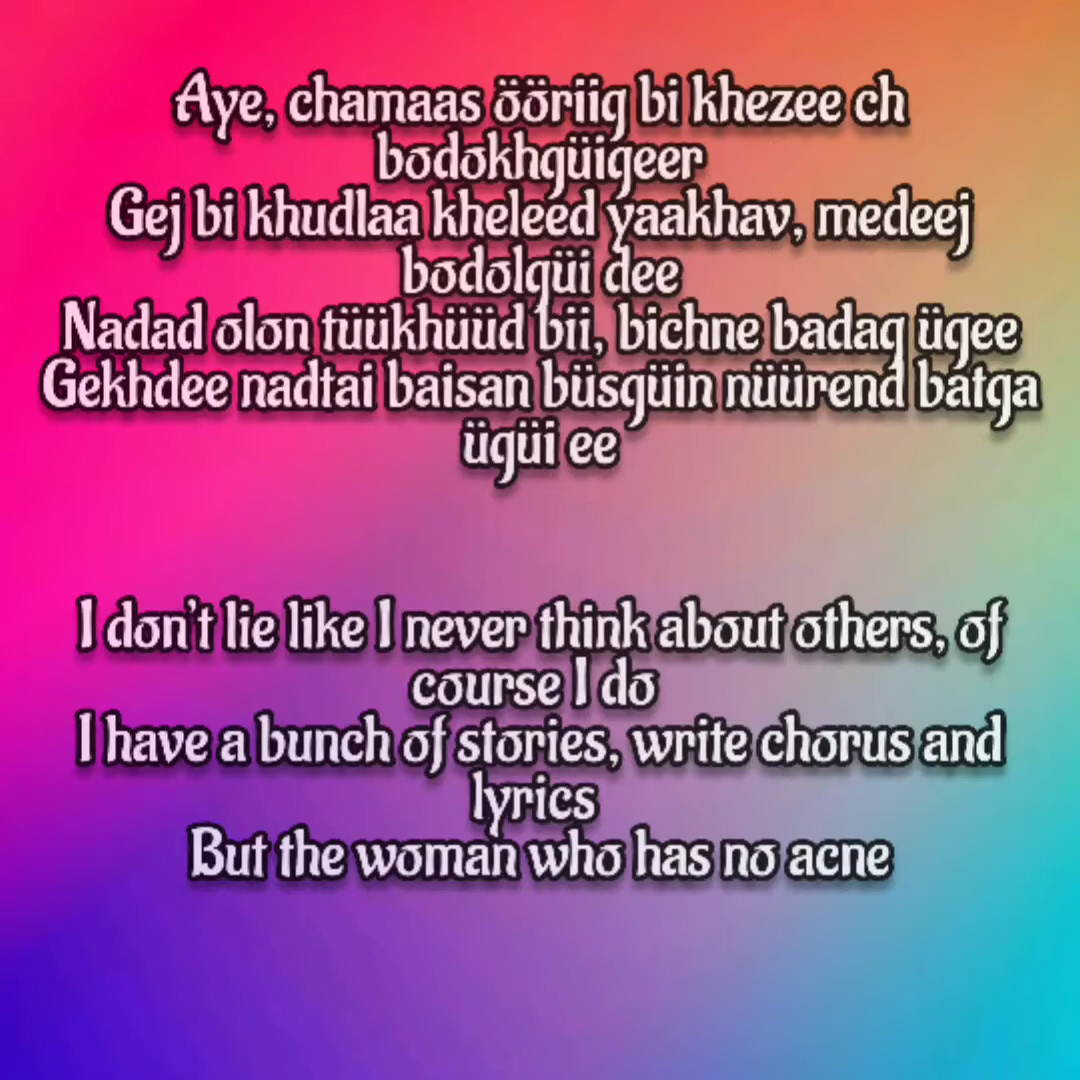 Aye, chamaas ööriig bi khezee ch
bodokhgüigeer
Gej bi khudlaa kheleed yaakhav, medeej
bodolgüi dee
Nadad olon tüükhüüd bii, bichne badag ügee
Gekhdee nadtai baisan büsgüin nüürend batga
ügüi ee
I don't lie like I never think about others, of
course I do
I have a bunch of stories, write chorus and
lyrics
But the woman who has no acne